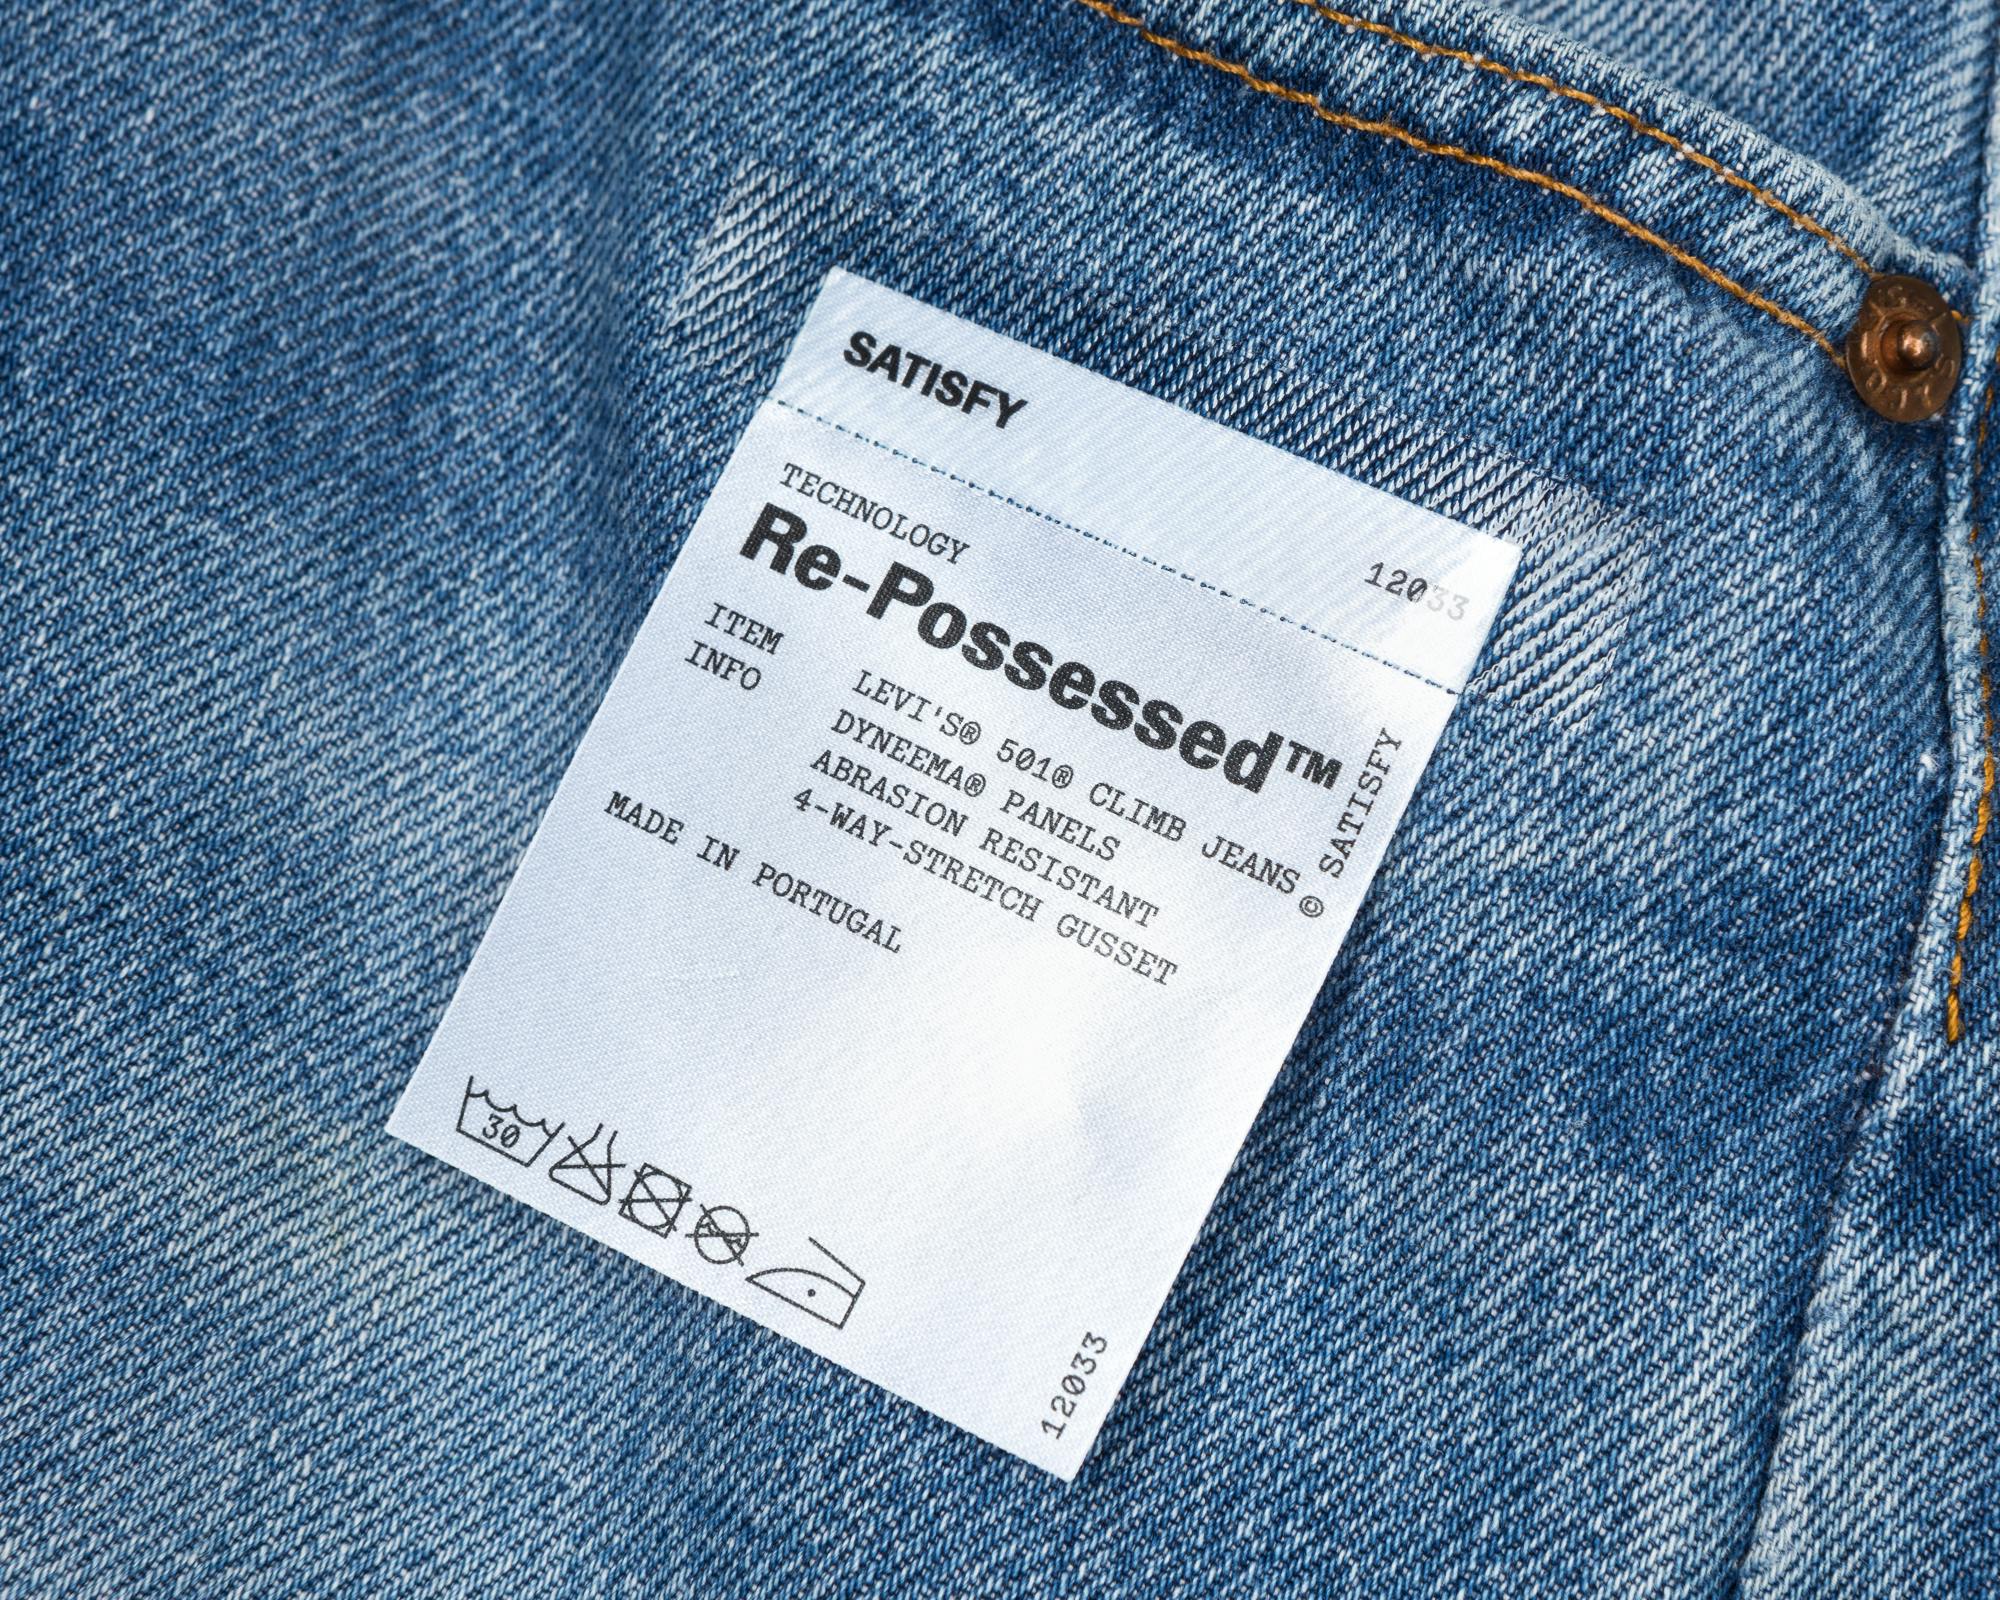 SATISFY
12033
TECHNOLOGY
Re-Possessed™
ITEM
INFO
LEVI'S® 501® CLIMB JEANS
DYNEEMA® PANELS
ABRASION RESISTANT
4-WAY-STRETCH GUSSET
MADE IN PORTUGAL
© SATISFY
30
12033